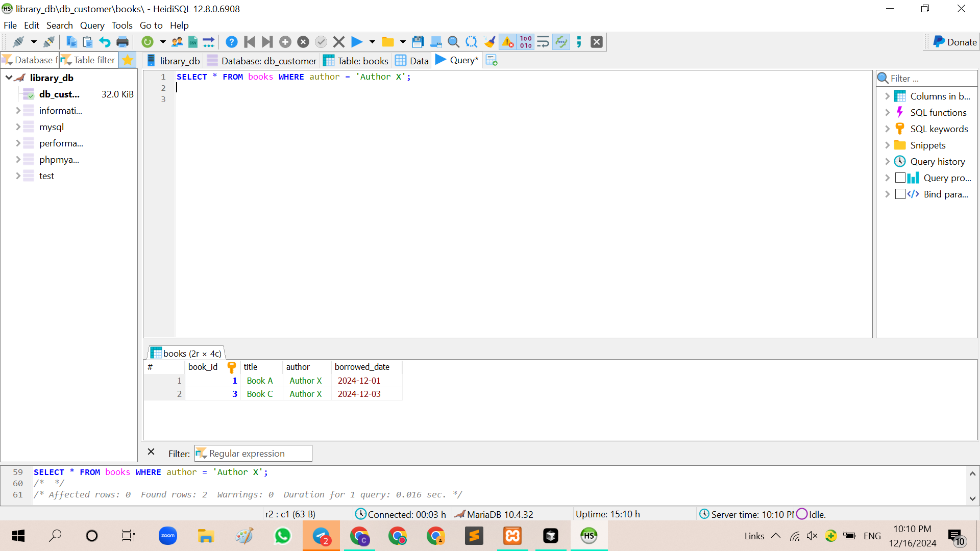 library_db\db_customer\books\ - HeidiSQL 12.8.0.6908
File Edit Search Query Tools Go to Help
Donate
Database f Table filter
library_db Database: db_customer Table: books Data Query*
library_db
db_cust... 32.0 KiB
informati...
mysql
performa...
phpmya...
test
1 SELECT * FROM books WHERE author = 'Author X';
2
3
Filter ...
Columns in b...
SQL functions
SQL keywords
Snippets
Query history
Query pro...
Bind para...
books (2r × 4c)
# book_id title author borrowed_date
1 1 Book A Author X 2024-12-01
2 3 Book C Author X 2024-12-03
Filter: Regular expression
59 SELECT * FROM books WHERE author = 'Author X';
60 /* */
61 /* Affected rows: 0 Found rows: 2 Warnings: 0 Duration for 1 query: 0.016 sec. */
r2 : c1 (63 B) Connected: 00:03 h MariaDB 10.4.32 Uptime: 15:10 h Server time: 10:10 PM Idle.
zoom 2 C Links ENG 10:10 PM
12/16/2024 10